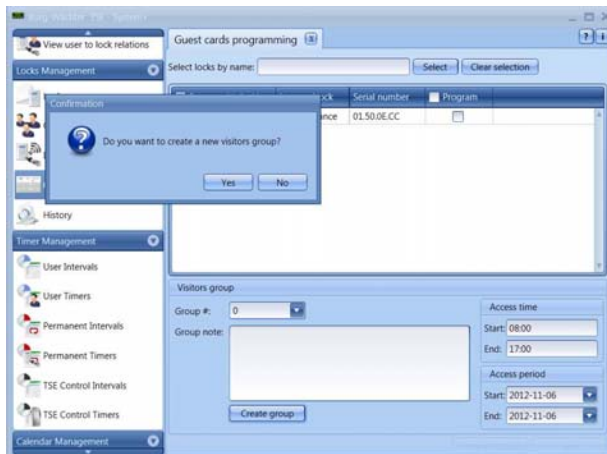 View user to lock relations
Guest cards programming
Locks Management
Select locks by name:
Select
Clear selection
Confirmation
Serial number
Program
01.50.0E.CC
Do you want to create a new visitors group?
Yes
No
History
Timer Management
User Intervals
User Timers
Permanent Intervals
Permanent Timers
TSE Control Intervals
TSE Control Timers
Calendar Management
Visitors group
Group #:
0
Group note:
Create group
Access time
Start: 08:00
End: 17:00
Access period
Start: 2012-11-06
End: 2012-11-06